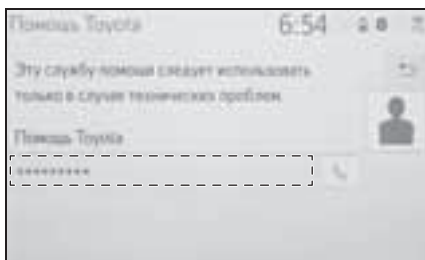 Помощь Toyota 6:54
Эту службу помощи следует использовать
только в случае технических проблем.
Помощь Toyota
*********